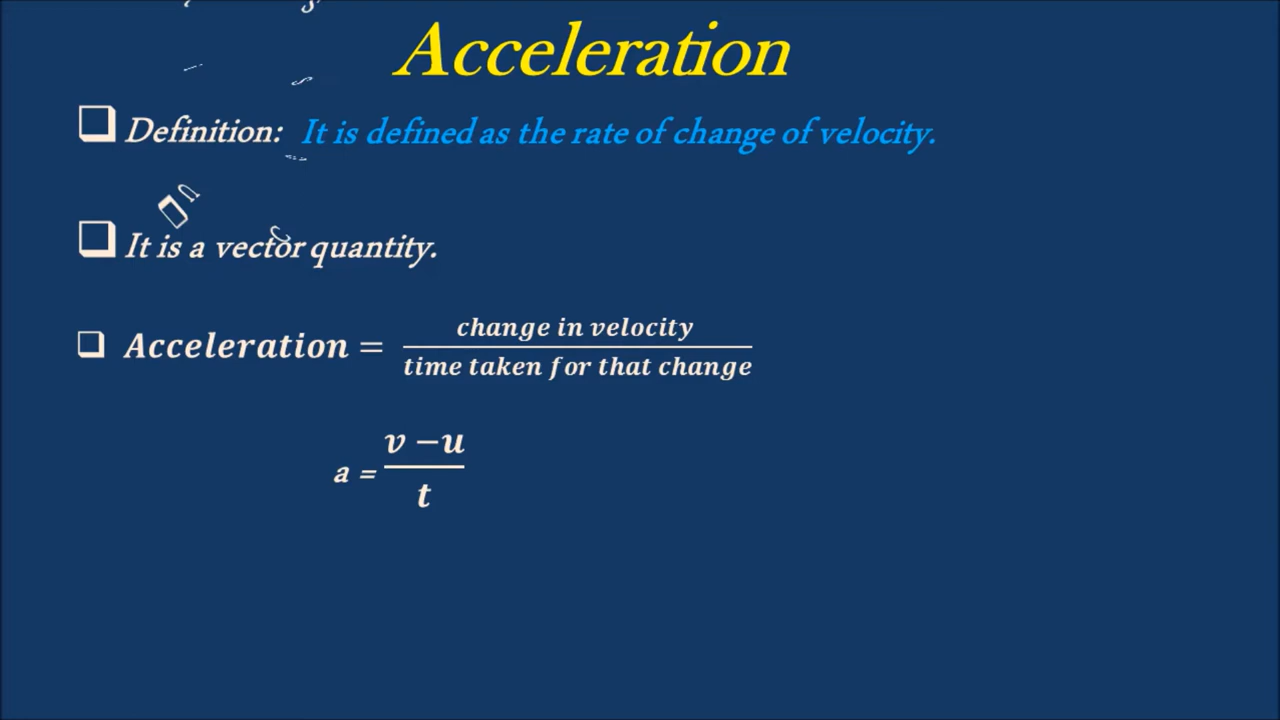 Acceleration
Definition: It is defined as the rate of change of velocity.
It is a vector quantity.
Acceleration = change in velocity
time taken for that change
a = v − u
t